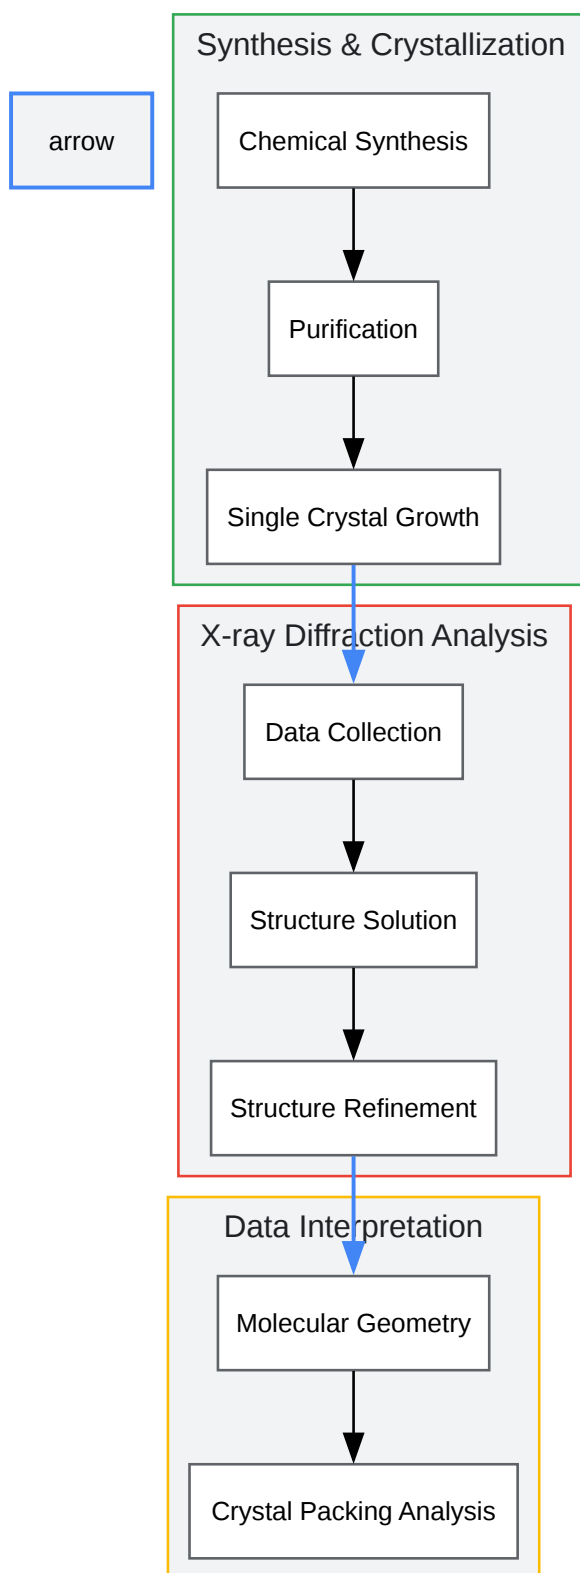 Synthesis & Crystallization
arrow
Chemical Synthesis
Purification
Single Crystal Growth
X-ray Diffraction Analysis
Data Collection
Structure Solution
Structure Refinement
Data Interpretation
Molecular Geometry
Crystal Packing Analysis